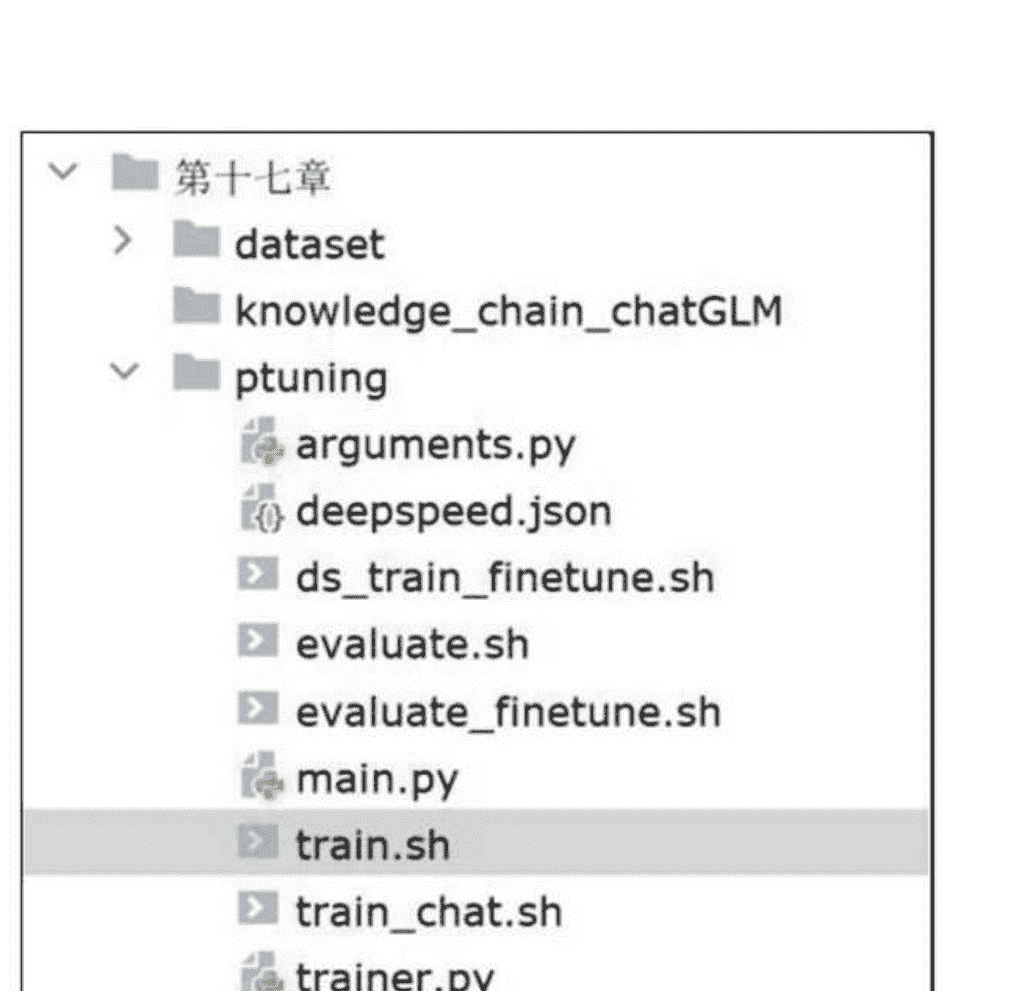 第十七章
dataset
knowledge_chain_chatGLM
ptuning
arguments.py
deepspeed.json
ds_train_finetune.sh
evaluate.sh
evaluate_finetune.sh
main.py
train.sh
train_chat.sh
trainer.py